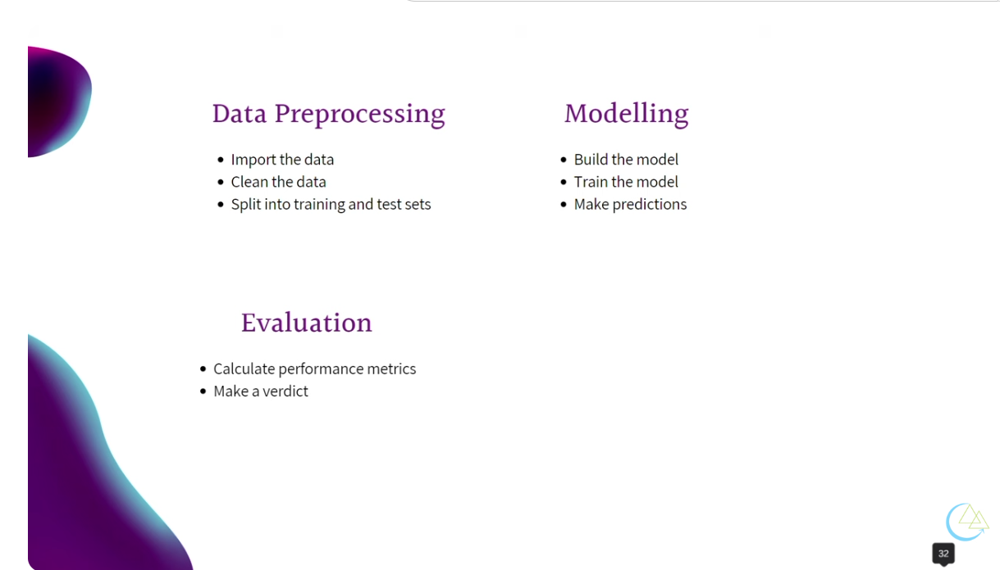 Data Preprocessing
• Import the data
• Clean the data
• Split into training and test sets
Modelling
• Build the model
• Train the model
• Make predictions
Evaluation
• Calculate performance metrics
• Make a verdict
32